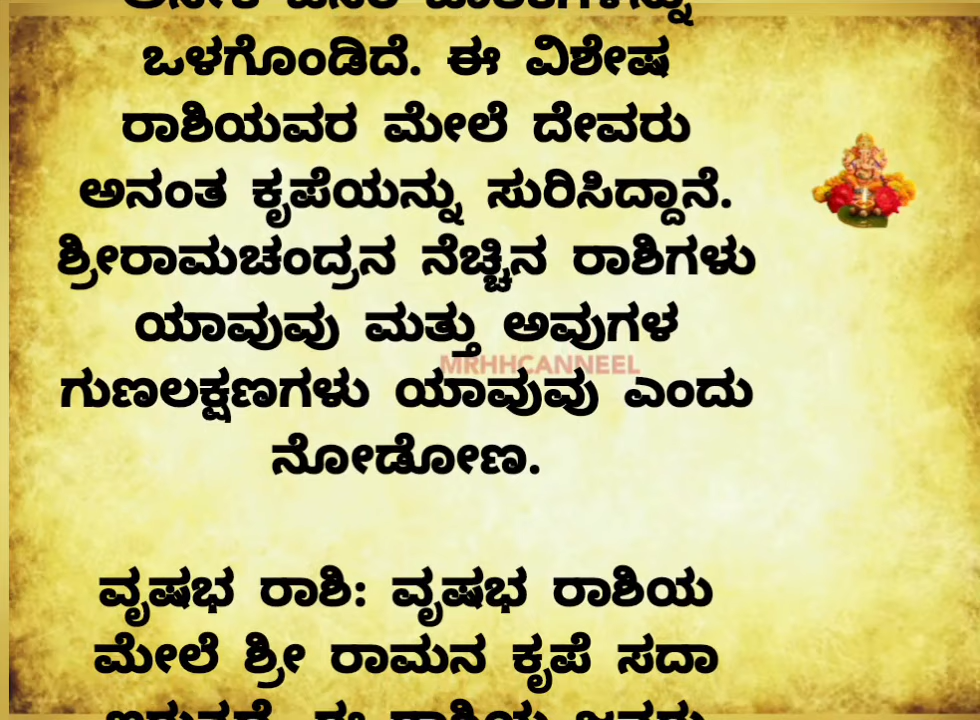 ಒಳಗೊಂಡಿದೆ. ಈ ವಿಶೇಷ
ರಾಶಿಯವರ ಮೇಲೆ ದೇವರು
ಅನಂತ ಕೃಪೆಯನ್ನು ಸುರಿಸಿದ್ದಾನೆ.
ಶ್ರೀರಾಮಚಂದ್ರನ ನೆಚ್ಚಿನ ರಾಶಿಗಳು
ಯಾವುವು ಮತ್ತು ಅವುಗಳ
MRHHCANNEEL
ಗುಣಲಕ್ಷಣಗಳು ಯಾವುವು ಎಂದು
ನೋಡೋಣ.
ವೃಷಭ ರಾಶಿ: ವೃಷಭ ರಾಶಿಯ
ಮೇಲೆ ಶ್ರೀ ರಾಮನ ಕೃಪೆ ಸದಾ